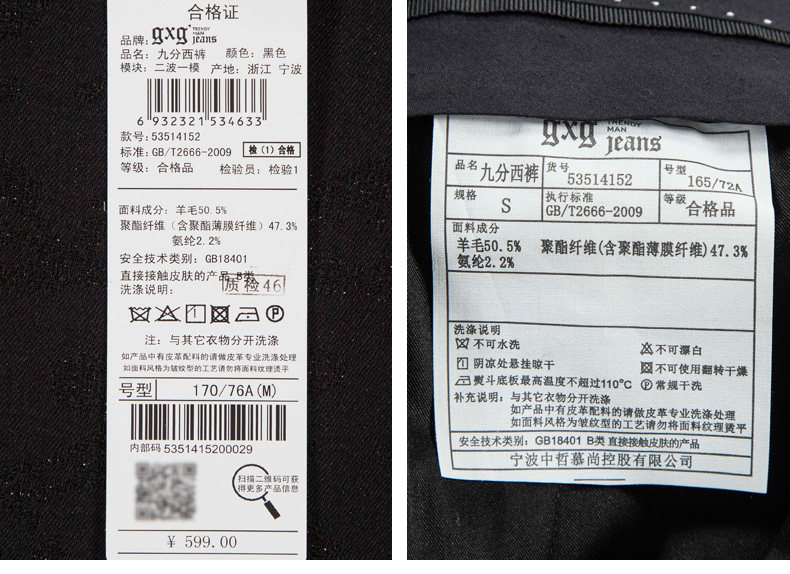 合格证
品牌: gxg jeans
TRENDY MAN
品名: 九分西裤 颜色: 黑色
模块: 二波一模 产地: 浙江 宁波
6 932321 534633
款号: 53514152
标准: GB/T2666-2009 检(1)合格
等级: 合格品 检验员: 检验1
面料成分: 羊毛50.5%
聚酯纤维(含聚酯薄膜纤维)47.3%
氨纶2.2%
安全技术类别: GB18401
直接接触皮肤的产品 B类
洗涤说明: 质检46
注: 与其它衣物分开洗涤
如产品中有皮革配料的请做皮革专业洗涤处理
如面料风格为皱纹型的工艺请勿将面料纹理烫平
号型 170/76A(M)
内部码 5351415200029
扫描二维码可获
得更多产品信息
¥ 599.00
gxg jeans
TRENDY
MAN
品名 九分西裤 货号 53514152 号型 165/72A
规格 S 执行标准 GB/T2666-2009 等级 合格品
面料成分
羊毛50.5% 聚酯纤维(含聚酯薄膜纤维)47.3%
氨纶2.2%
洗涤说明
不可水洗 不可漂白
阴凉处悬挂晾干 不可使用翻转干燥
熨斗底板最高温度不超过110℃ 常规干洗
补充说明: 与其它衣物分开洗涤
如产品中有皮革配料的请做皮革专业洗涤处理
如面料风格为皱纹型的工艺请勿将面料纹理烫平
安全技术类别: GB18401 B类 直接接触皮肤的产品
宁波中哲慕尚控股有限公司